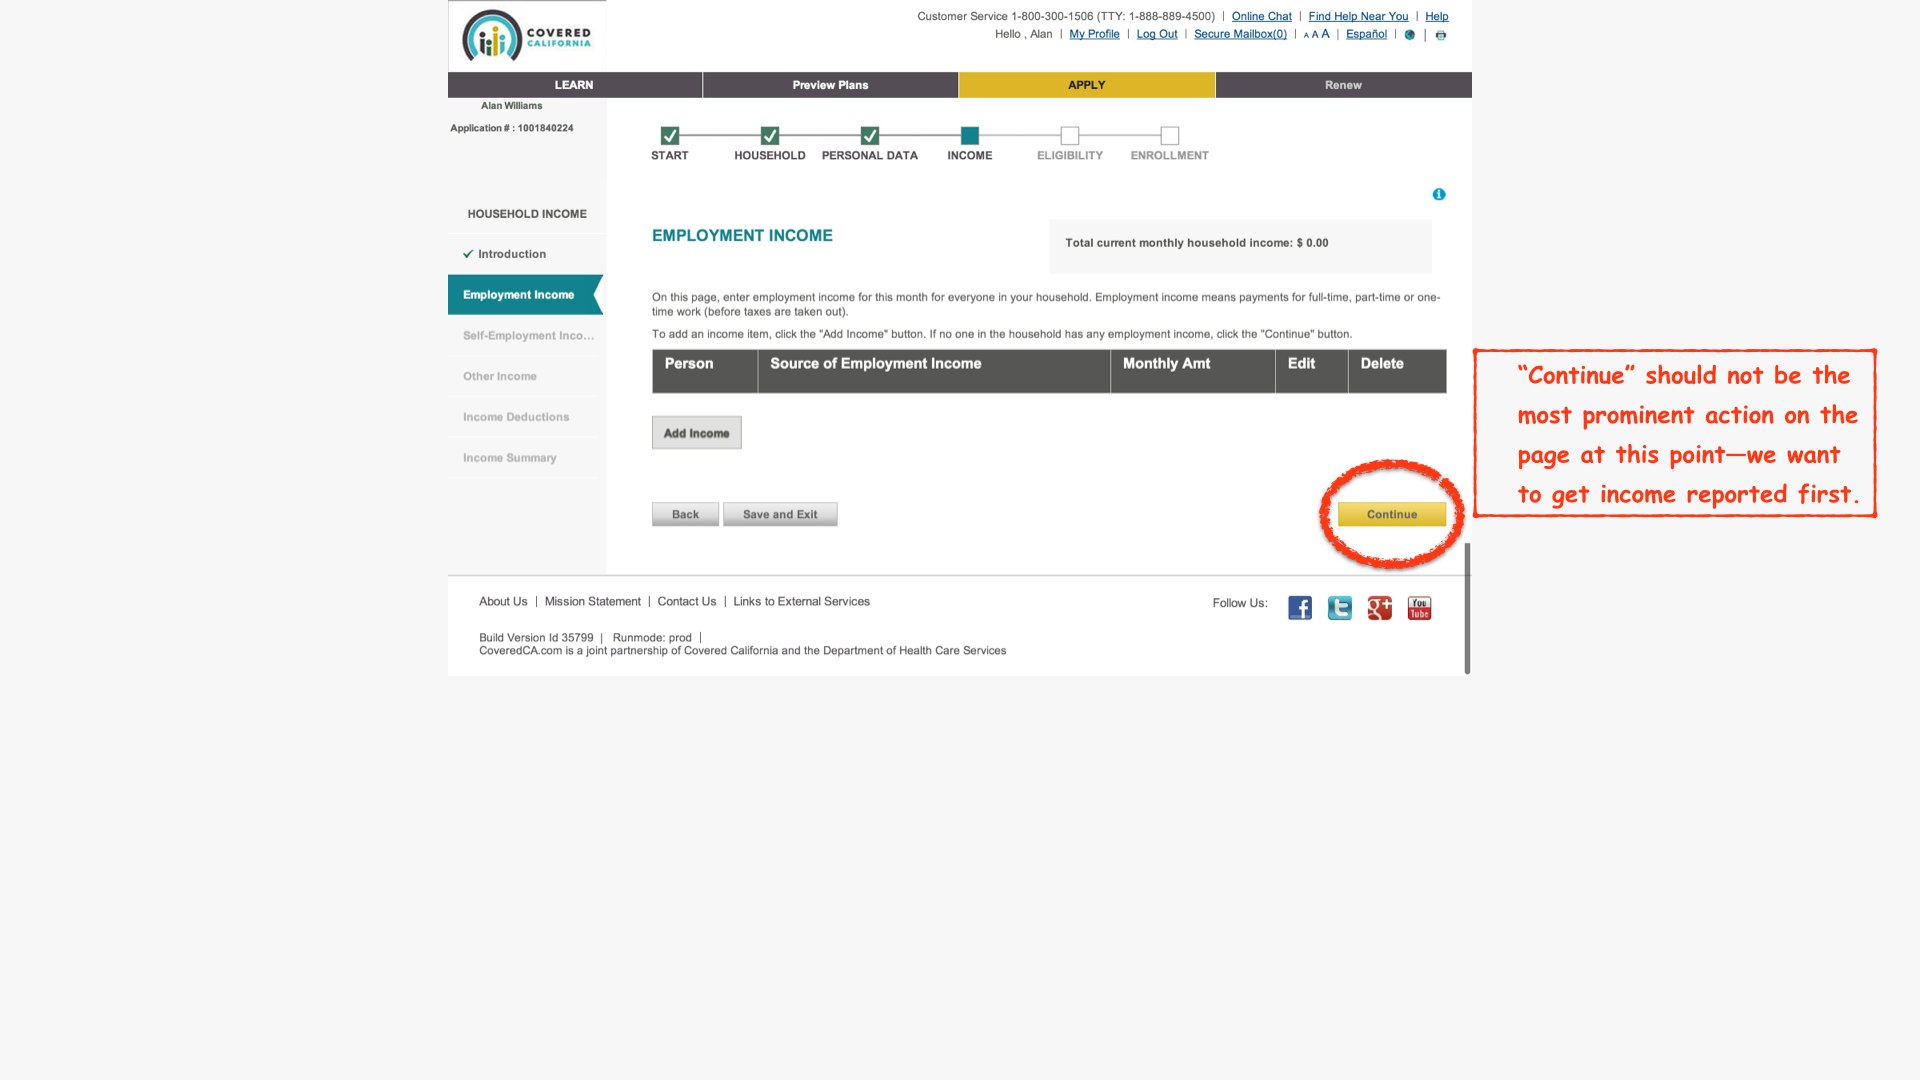 COVERED
CALIFORNIA
Customer Service 1-800-300-1506 (TTY: 1-888-889-4500) | Online Chat | Find Help Near You | Help
Hello , Alan | My Profile | Log Out | Secure Mailbox(0) | A A A | Español |
LEARN Preview Plans APPLY Renew
Alan Williams
Application # : 1001840224
START HOUSEHOLD PERSONAL DATA INCOME ELIGIBILITY ENROLLMENT
HOUSEHOLD INCOME
Introduction
Employment Income
Self-Employment Inco...
Other Income
Income Deductions
Income Summary
EMPLOYMENT INCOME
Total current monthly household income: $ 0.00
On this page, enter employment income for this month for everyone in your household. Employment income means payments for full-time, part-time or one-
time work (before taxes are taken out).
To add an income item, click the "Add Income" button. If no one in the household has any employment income, click the "Continue" button.
Person Source of Employment Income Monthly Amt Edit Delete
Add Income
Back Save and Exit Continue
“Continue” should not be the
most prominent action on the
page at this point—we want
to get income reported first.
About Us | Mission Statement | Contact Us | Links to External Services
Follow Us: f t g+ You Tube
Build Version Id 35799 | Runmode: prod |
CoveredCA.com is a joint partnership of Covered California and the Department of Health Care Services